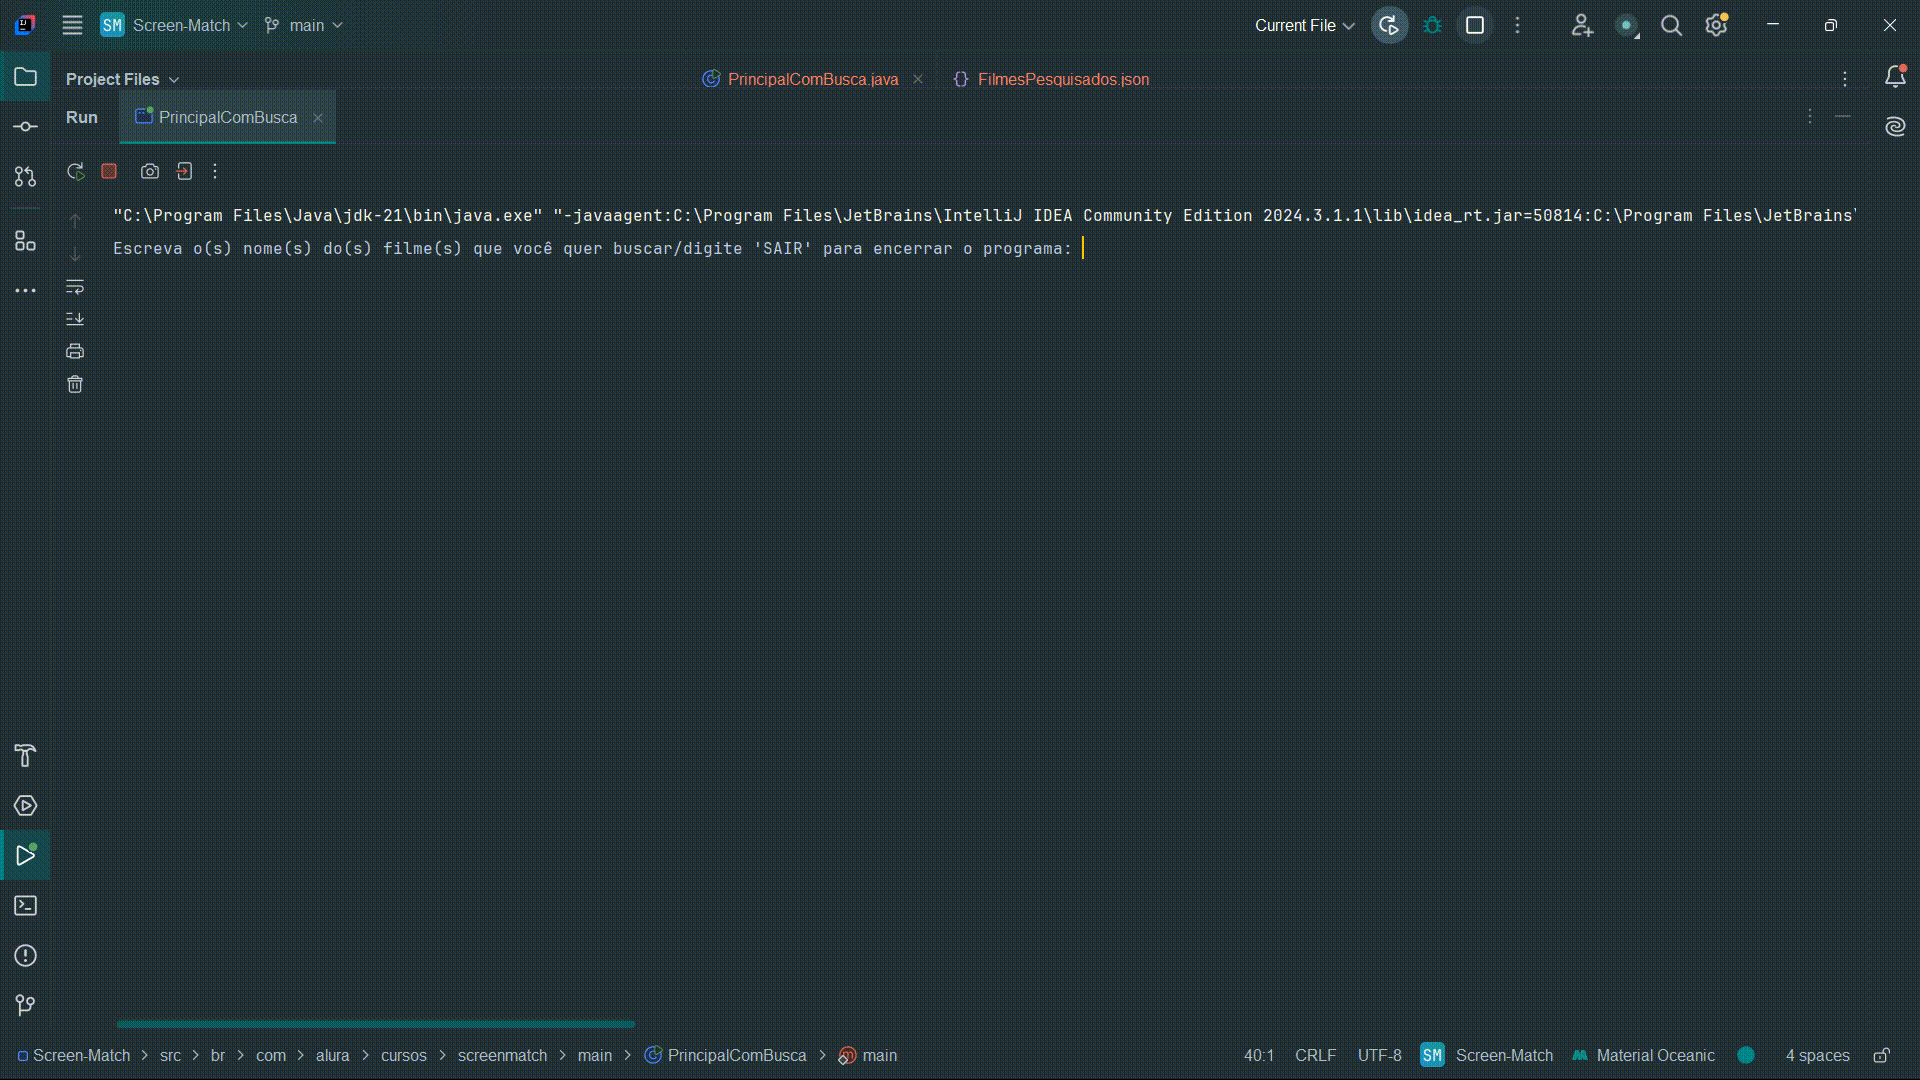 SM Screen-Match main Current File
Project Files PrincipalComBusca.java FilmesPesquisados.json
Run PrincipalComBusca
"C:\Program Files\Java\jdk-21\bin\java.exe" "-javaagent:C:\Program Files\JetBrains\IntelliJ IDEA Community Edition 2024.3.1.1\lib\idea_rt.jar=50814:C:\Program Files\JetBrains\
Escreva o(s) nome(s) do(s) filme(s) que você quer buscar/digite 'SAIR' para encerrar o programa:
Screen-Match > src > br > com > alura > cursos > screenmatch > main > PrincipalComBusca > main 40:1 CRLF UTF-8 SM Screen-Match Material Oceanic 4 spaces